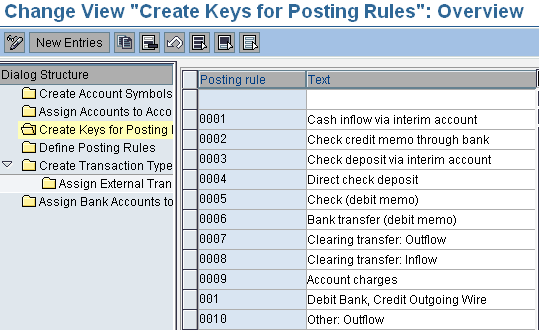 Change View "Create Keys for Posting Rules": Overview
New Entries
Dialog Structure
Create Account Symbols
Assign Accounts to Acco
Create Keys for Posting
Define Posting Rules
Create Transaction Type
Assign External Tran
Assign Bank Accounts to
Posting rule Text
0001 Cash inflow via interim account
0002 Check credit memo through bank
0003 Check deposit via interim account
0004 Direct check deposit
0005 Check (debit memo)
0006 Bank transfer (debit memo)
0007 Clearing transfer: Outflow
0008 Clearing transfer: Inflow
0009 Account charges
001 Debit Bank, Credit Outgoing Wire
0010 Other: Outflow